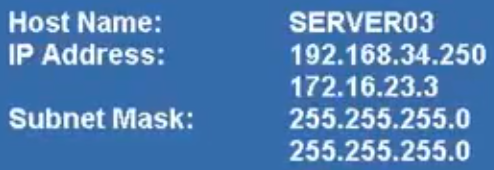 Host Name: SERVER03
IP Address: 192.168.34.250
172.16.23.3
Subnet Mask: 255.255.255.0
255.255.255.0